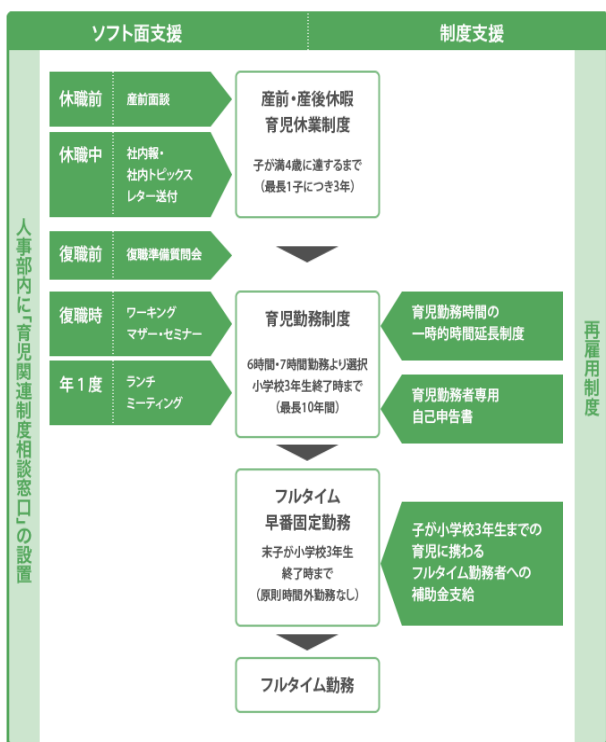 ソフト面支援
制度支援
人事部内に「育児関連制度相談窓口」の設置
休職前
産前面談
休職中
社内報・
社内トピックス
レター送付
産前・産後休暇
育児休業制度
子が満4歳に達するまで
(最長1子につき3年)
復職前
復職準備質問会
復職時
ワーキング
マザー・セミナー
年1度
ランチ
ミーティング
育児勤務制度
6時間・7時間勤務より選択
小学校3年生終了時まで
(最長10年間)
育児勤務時間の
一時的時間延長制度
育児勤務者専用
自己申告書
フルタイム
早番固定勤務
末子が小学校3年生
終了時まで
(原則時間外勤務なし)
子が小学校3年生までの
育児に携わる
フルタイム勤務者への
補助金支給
フルタイム勤務
再雇用制度